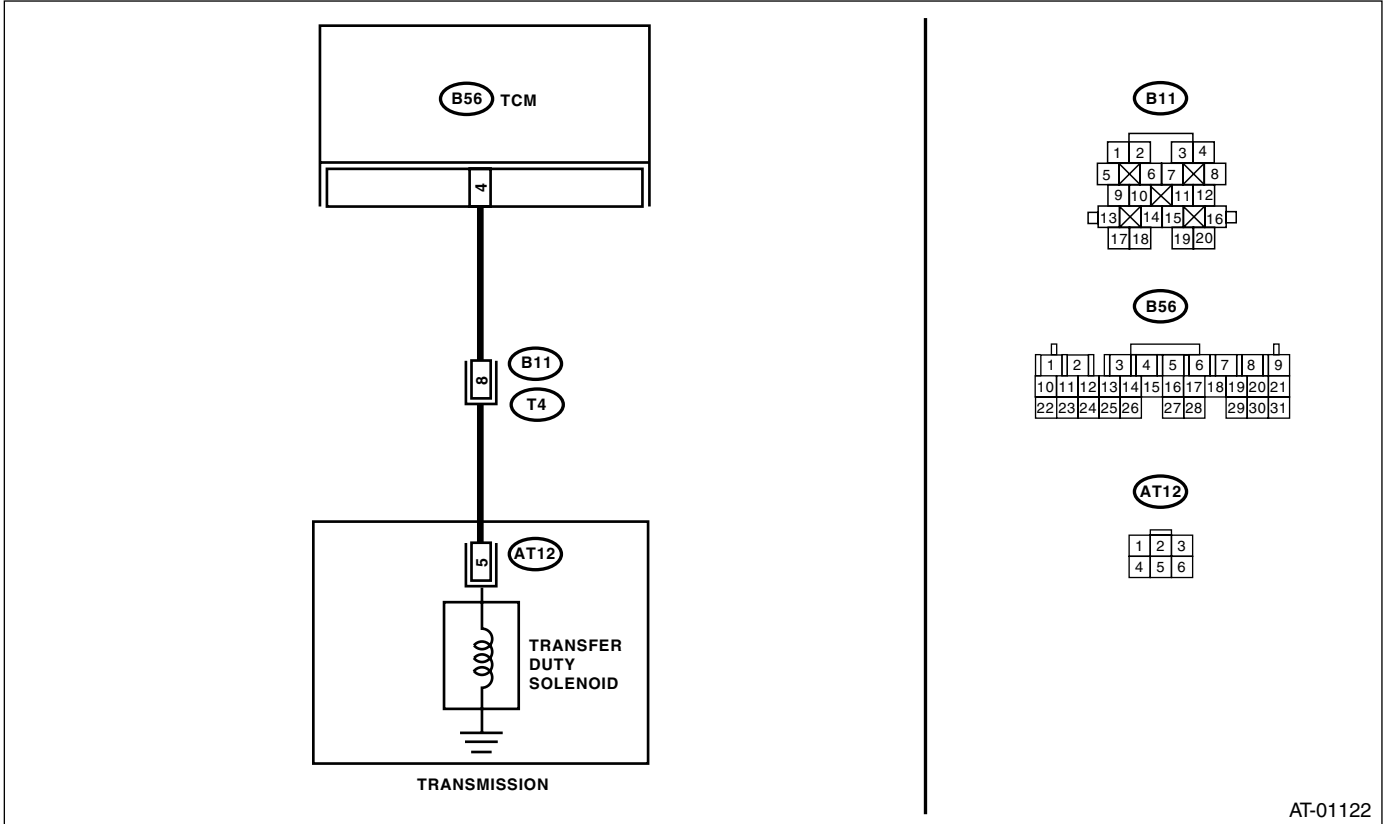 B56 TCM
4
B11
8
T4
AT12
5
TRANSFER
DUTY
SOLENOID
TRANSMISSION
B11
1 2 3 4
5 6 7 8
9 10 11 12
13 14 15 16
17 18 19 20
B56
1 2 3 4 5 6 7 8 9
10 11 12 13 14 15 16 17 18 19 20 21
22 23 24 25 26 27 28 29 30 31
AT12
1 2 3
4 5 6
AT-01122